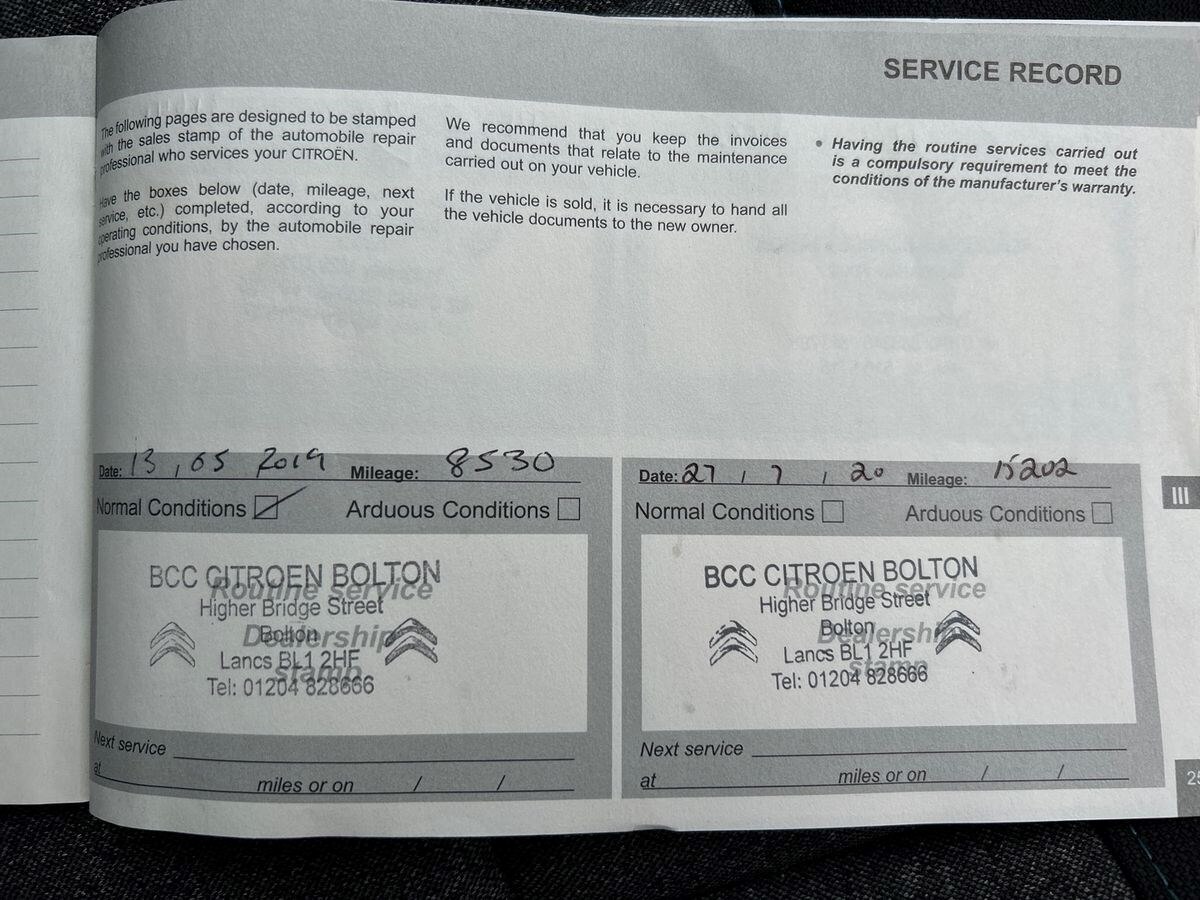 SERVICE RECORD
The following pages are designed to be stamped
with the sales stamp of the automobile repair
professional who services your CITROËN.
Have the boxes below (date, mileage, next
service, etc.) completed, according to your
operating conditions, by the automobile repair
professional you have chosen.
We recommend that you keep the invoices
and documents that relate to the maintenance
carried out on your vehicle.
If the vehicle is sold, it is necessary to hand all
the vehicle documents to the new owner.
• Having the routine services carried out
is a compulsory requirement to meet the
conditions of the manufacturer's warranty.
Date: 13 / 05 2019 Mileage: 8530
Normal Conditions Arduous Conditions
BCC CITROEN BOLTON
Routine service
Higher Bridge Street
Bolton
Dealership
Lancs BL1 2HF
stamp
Tel: 01204 828666
Next service
at miles or on / /
Date: 27 / 7 / 20 Mileage: 15202
Normal Conditions Arduous Conditions
BCC CITROEN BOLTON
Routine service
Higher Bridge Street
Bolton
Dealership
Lancs BL1 2HF
stamp
Tel: 01204 828666
Next service
at miles or on / /
III